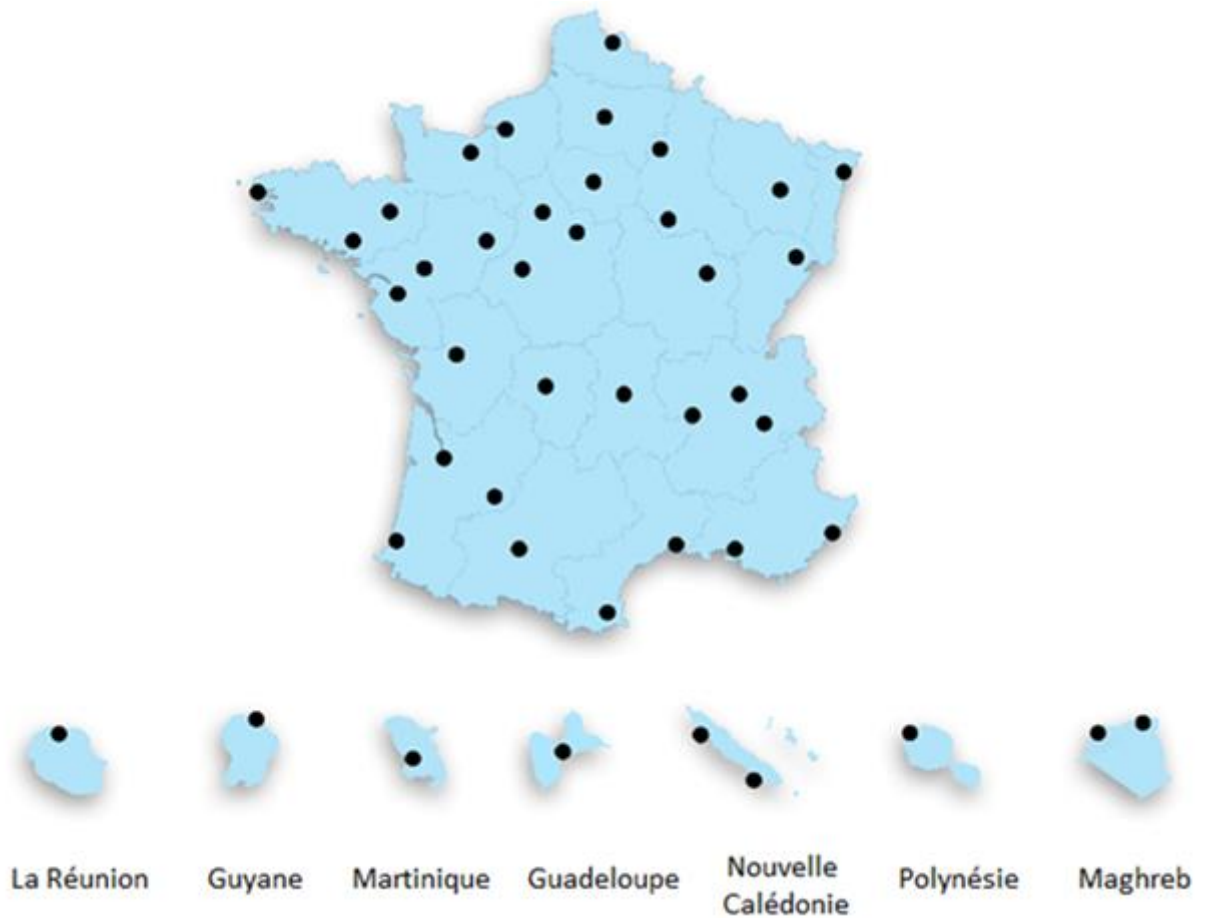 La Réunion
Guyane
Martinique
Guadeloupe
Nouvelle
Calédonie
Polynésie
Maghreb